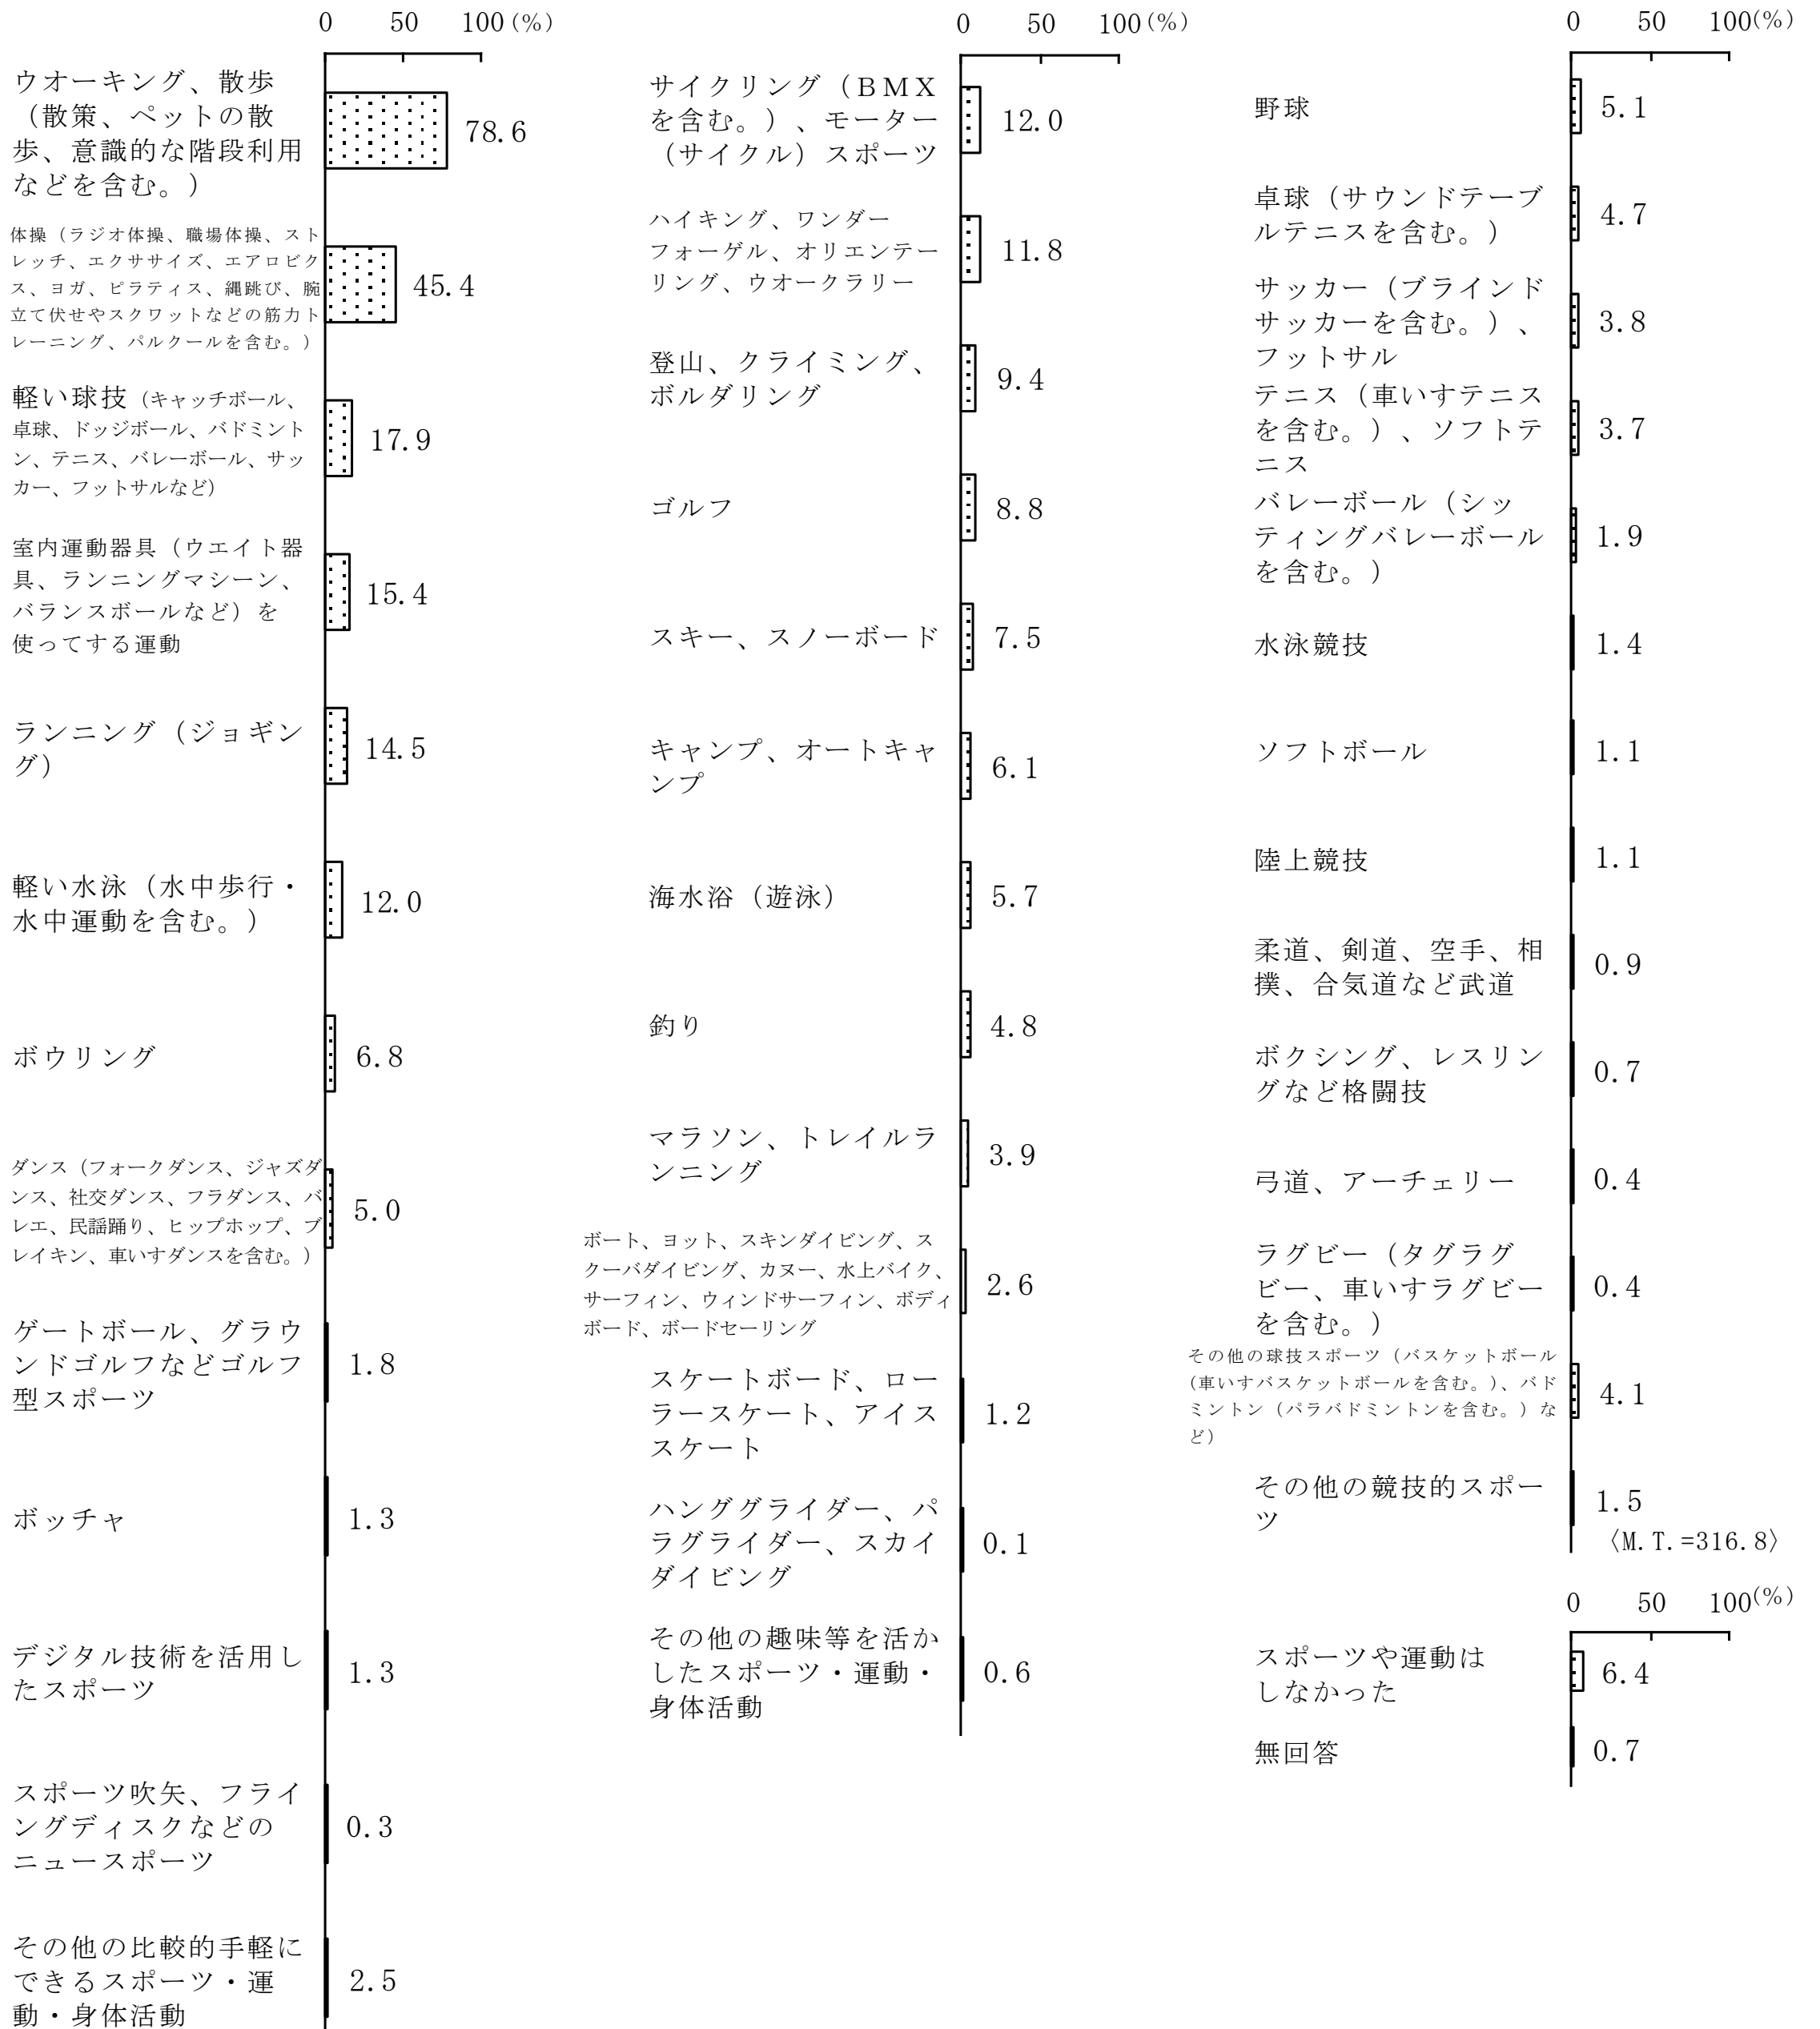 0 50 100(%)
ウオーキング、散歩
（散策、ペットの散
歩、意識的な階段利用
などを含む。）
78.6
体操（ラジオ体操、職場体操、スト
レッチ、エクササイズ、エアロビク
ス、ヨガ、ピラティス、縄跳び、腕
立て伏せやスクワットなどの筋力ト
レーニング、パルクールを含む。）
45.4
軽い球技（キャッチボール、
卓球、ドッジボール、バドミント
ン、テニス、バレーボール、サッ
カー、フットサルなど）
17.9
室内運動器具（ウエイト器
具、ランニングマシーン、
バランスボールなど）を
使ってする運動
15.4
ランニング（ジョギン
グ）
14.5
軽い水泳（水中歩行・
水中運動を含む。）
12.0
ボウリング
6.8
ダンス（フォークダンス、ジャズダ
ンス、社交ダンス、フラダンス、バ
レエ、民謡踊り、ヒップホップ、ブ
レイキン、車いすダンスを含む。）
5.0
ゲートボール、グラウ
ンドゴルフなどゴルフ
型スポーツ
1.8
ボッチャ
1.3
デジタル技術を活用し
たスポーツ
1.3
スポーツ吹矢、フライ
ングディスクなどの
ニュースポーツ
0.3
その他の比較的手軽に
できるスポーツ・運
動・身体活動
2.5
0 50 100(%)
サイクリング（ＢＭＸ
を含む。）、モーター
（サイクル）スポーツ
12.0
ハイキング、ワンダー
フォーゲル、オリエンテー
リング、ウオークラリー
11.8
登山、クライミング、
ボルダリング
9.4
ゴルフ
8.8
スキー、スノーボード
7.5
キャンプ、オートキャ
ンプ
6.1
海水浴（遊泳）
5.7
釣り
4.8
マラソン、トレイルラ
ンニング
3.9
ボート、ヨット、スキンダイビング、ス
クーバダイビング、カヌー、水上バイク、
サーフィン、ウィンドサーフィン、ボディ
ボード、ボードセーリング
2.6
スケートボード、ロー
ラースケート、アイス
スケート
1.2
ハンググライダー、パ
ラグライダー、スカイ
ダイビング
0.1
その他の趣味等を活か
したスポーツ・運動・
身体活動
0.6
0 50 100(%)
野球
5.1
卓球（サウンドテーブ
ルテニスを含む。）
4.7
サッカー（ブラインド
サッカーを含む。）、
フットサル
3.8
テニス（車いすテニス
を含む。）、ソフトテ
ニス
3.7
バレーボール（シッ
ティングバレーボール
を含む。）
1.9
水泳競技
1.4
ソフトボール
1.1
陸上競技
1.1
柔道、剣道、空手、相
撲、合気道など武道
0.9
ボクシング、レスリン
グなど格闘技
0.7
弓道、アーチェリー
0.4
ラグビー（タグラグ
ビー、車いすラグビー
を含む。）
0.4
その他の球技スポーツ（バスケットボール
（車いすバスケットボールを含む。）、バド
ミントン（パラバドミントンを含む。）な
ど）
4.1
その他の競技的スポー
ツ
1.5
〈M.T.=316.8〉
0 50 100(%)
スポーツや運動は
しなかった
6.4
無回答
0.7